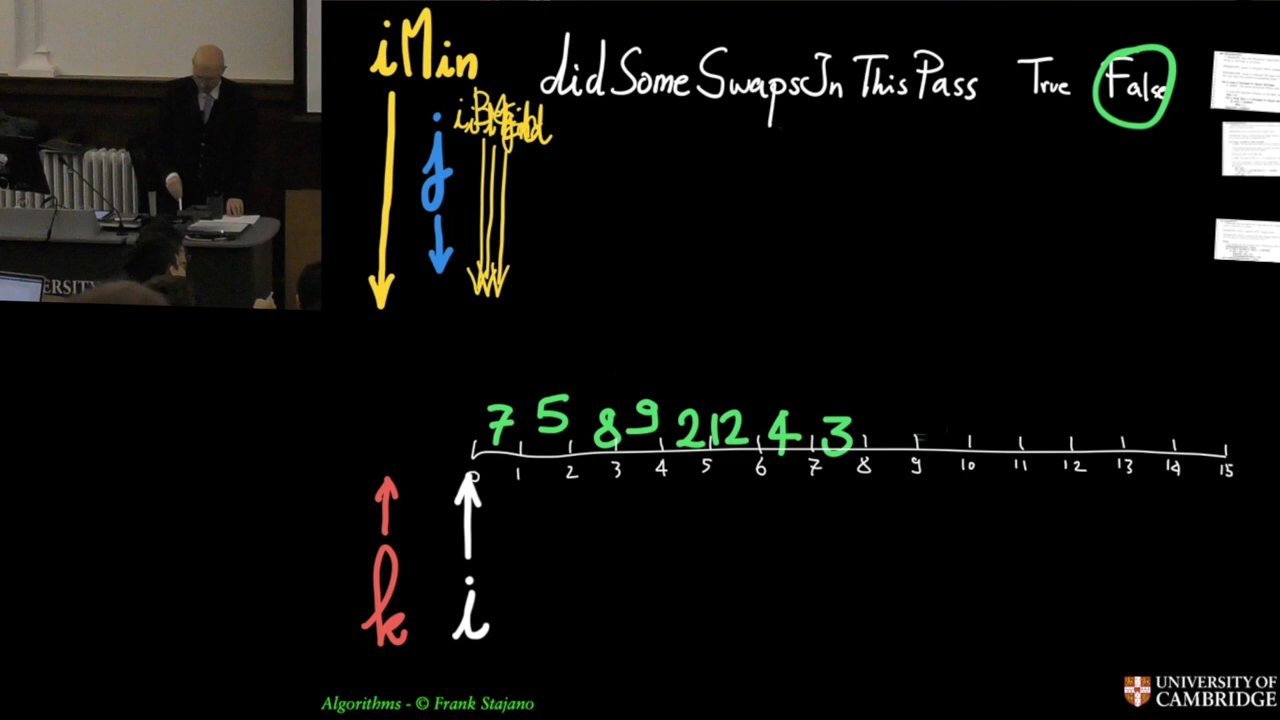 iMin
didSomeSwapsInThisPass True False
j
7 5 8 9 2 12 4 3
0 1 2 3 4 5 6 7 8 9 10 11 12 13 14 15
k i
ERSITY
Algorithms - © Frank Stajano
UNIVERSITY OF
CAMBRIDGE